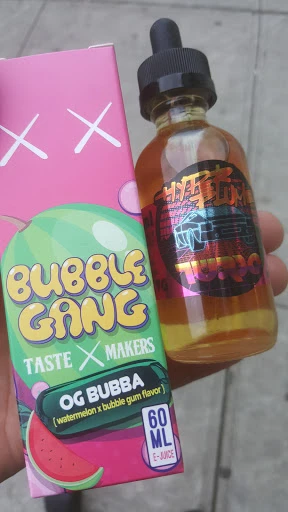 X X
BUBBLE
GANG
TASTE X MAKERS
OG BUBBA
( watermelon x bubble gum flavor )
60
ML
E-JUICE
TURBO